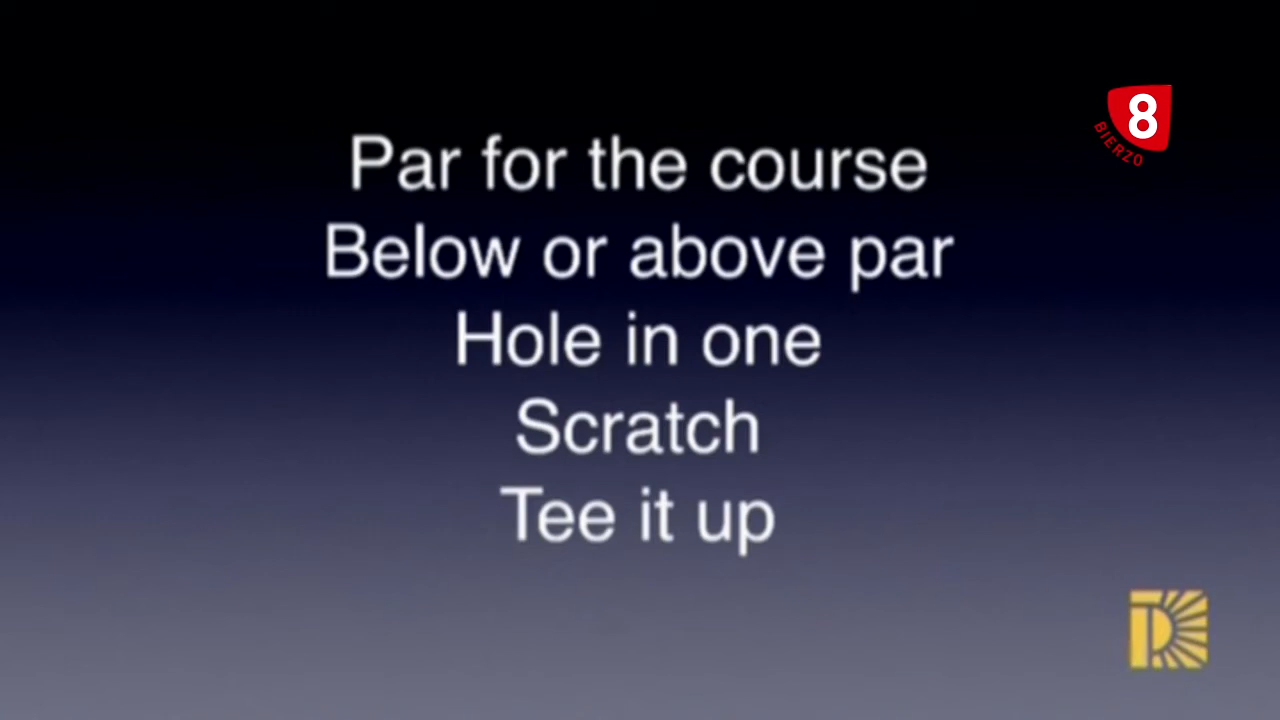 8
BIERZO
Par for the course
Below or above par
Hole in one
Scratch
Tee it up